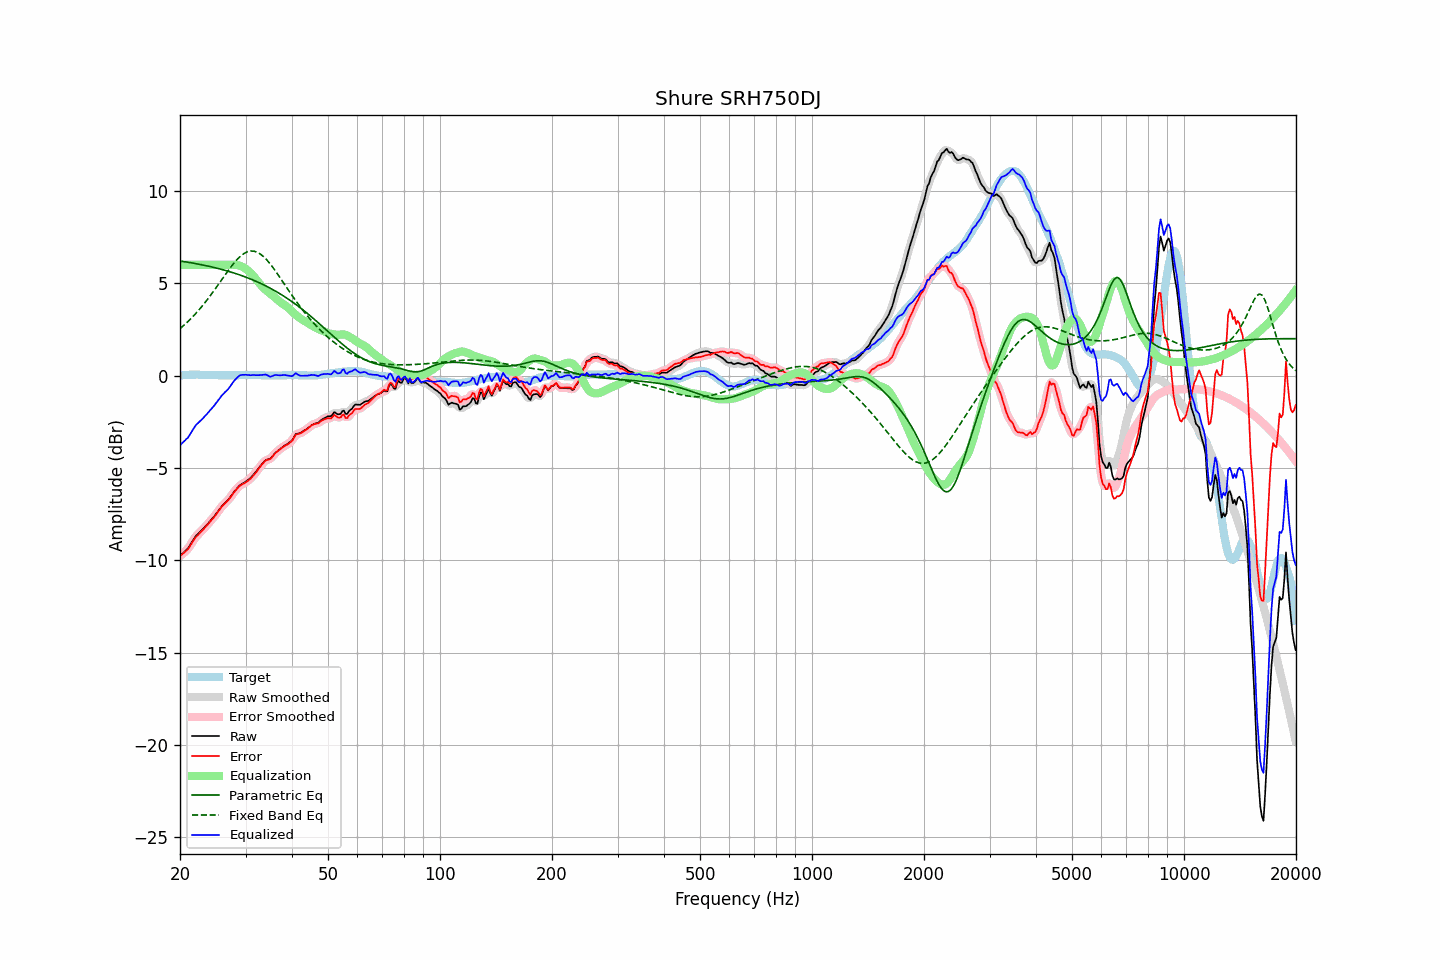 Shure SRH750DJ
Amplitude (dBr)
10
5
0
−5
−10
−15
−20
−25
Target
Raw Smoothed
Error Smoothed
Raw
Error
Equalization
Parametric Eq
Fixed Band Eq
Equalized
20 50 100 200 500 1000 2000 5000 10000 20000
Frequency (Hz)